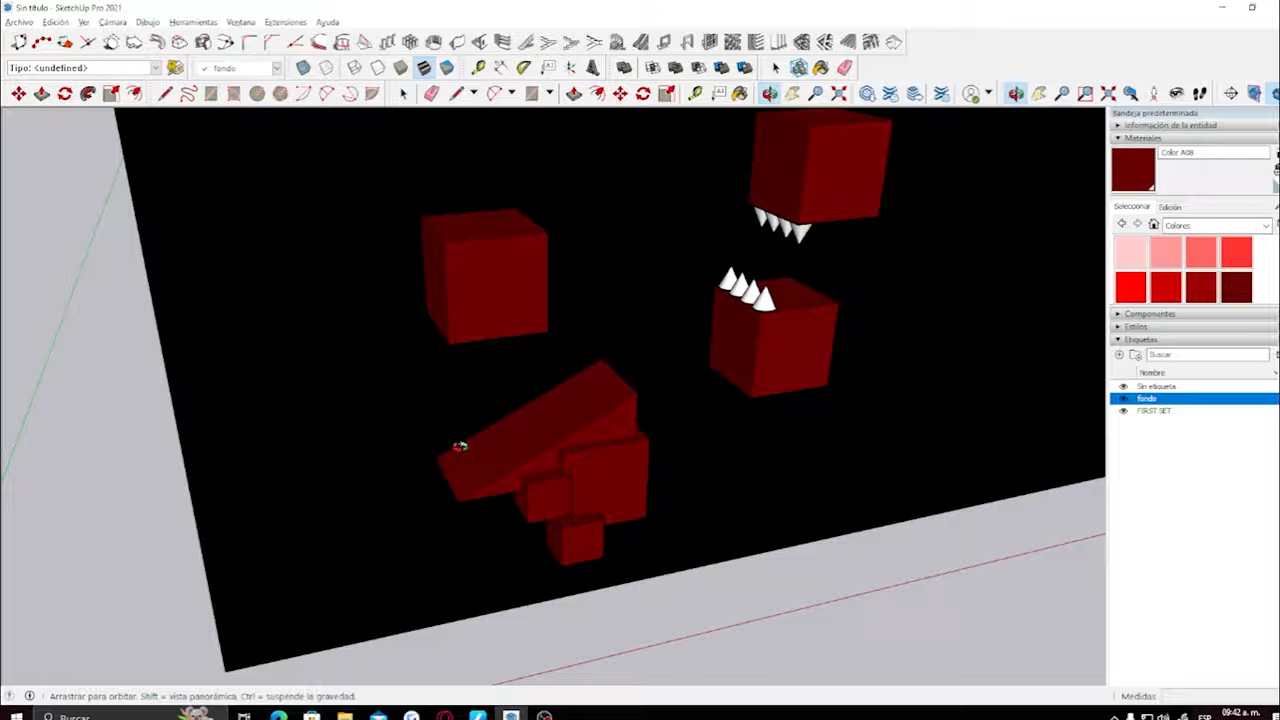 Sin título - SketchUp Pro 2021
Archivo Edición Ver Cámara Dibujo Herramientas Ventana Extensiones Ayuda
Tipo: <undefined>
fondo
Bandeja predeterminada
Información de la entidad
Materiales
Color A08
Seleccionar Edición
Colores
Componentes
Estilos
Etiquetas
Buscar
Nombre
Sin etiqueta
fondo
FIRST SET
Arrastrar para orbitar. Shift = vista panorámica, Ctrl = suspende la gravedad.
Medidas
Buscar
ESP
09:42 a. m.